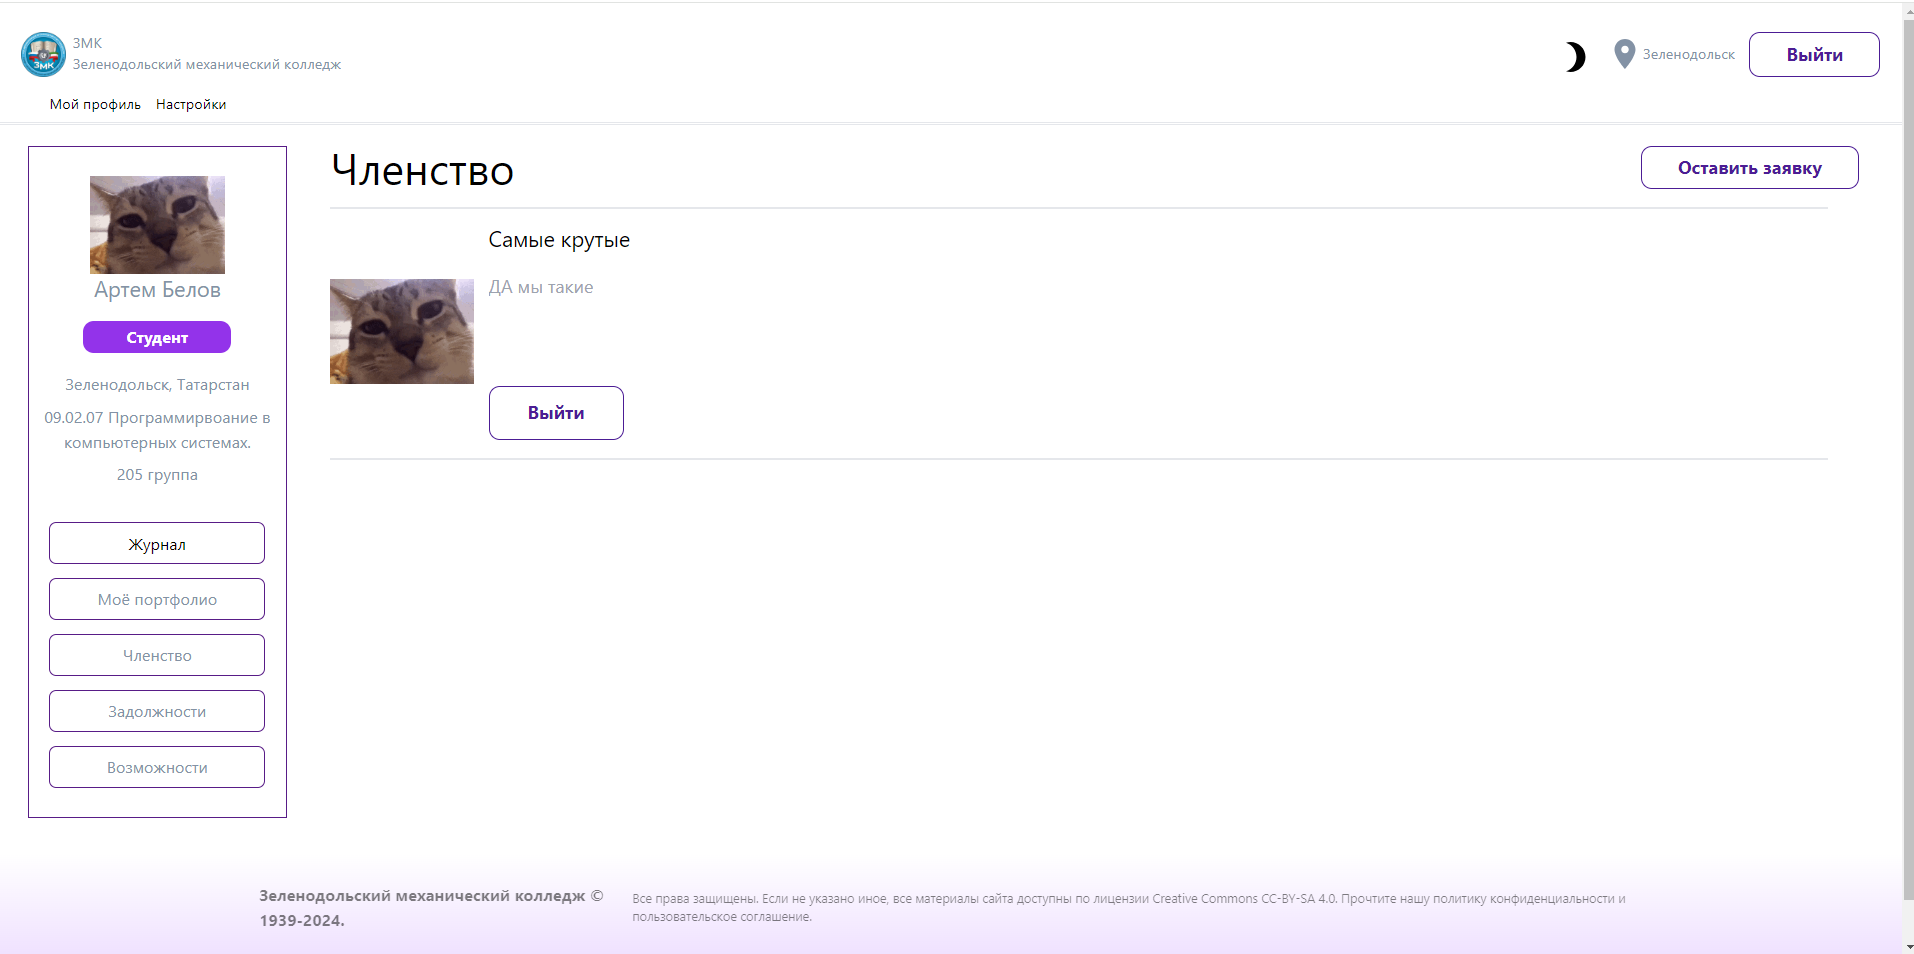 ЗМК
Зеленодольский механический колледж
Зеленодольск
Выйти
Мой профиль
Настройки
Артем Белов
Студент
Зеленодольск, Татарстан
09.02.07 Программирвоание в
компьютерных системах.
205 группа
Журнал
Моё портфолио
Членство
Задолжности
Возможности
Членство
Оставить заявку
Самые крутые
ДА мы такие
Выйти
Зеленодольский механический колледж ©
1939-2024.
Все права защищены. Если не указано иное, все материалы сайта доступны по лицензии Creative Commons CC-BY-SA 4.0. Прочтите нашу политику конфиденциальности и
пользовательское соглашение.